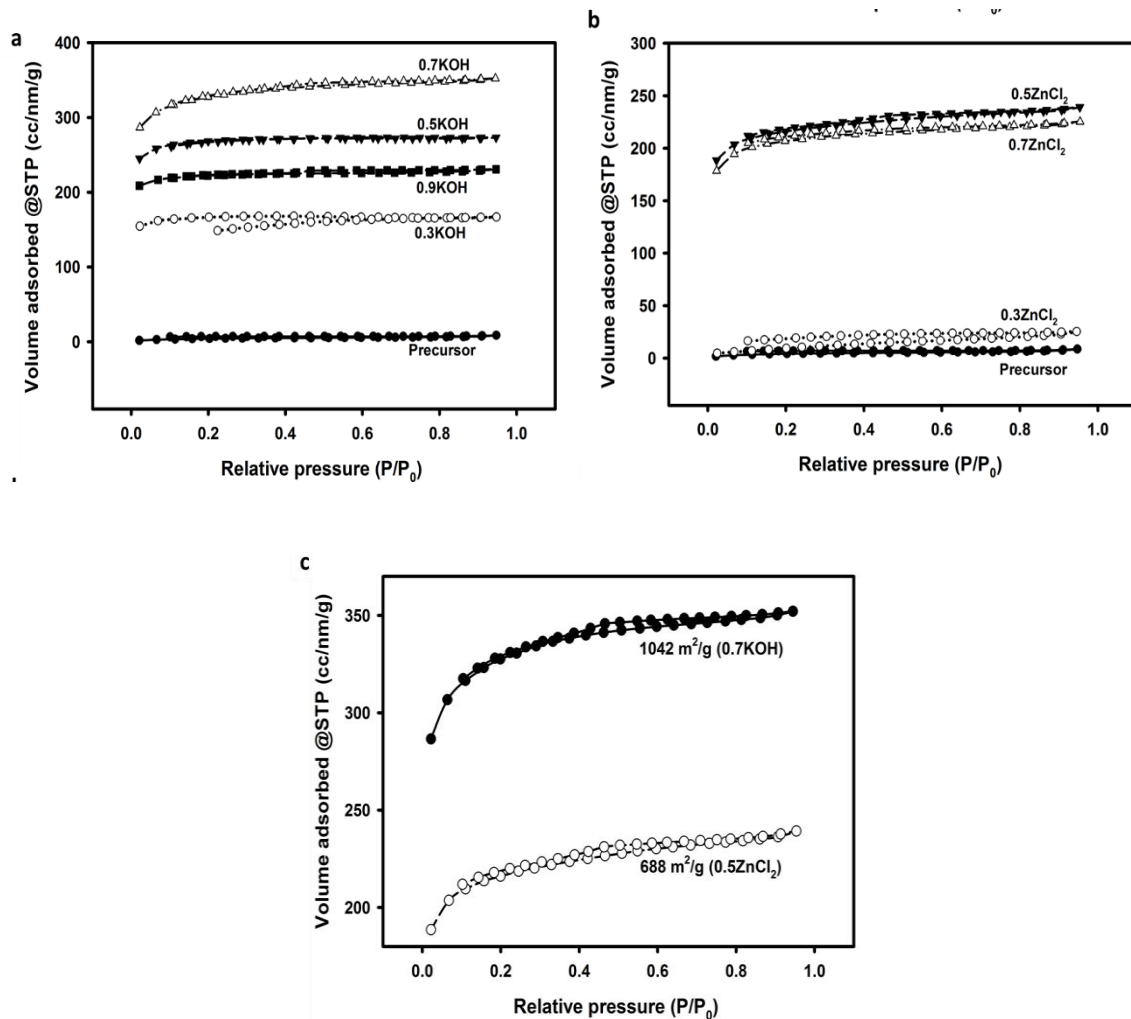 a
400
300
200
100
0
Volume adsorbed @STP (cc/nm/g)
0.7KOH
0.5KOH
0.9KOH
0.3KOH
Precursor
0.0 0.2 0.4 0.6 0.8 1.0
Relative pressure (P/P0)
b
300
250
200
150
100
50
0
Volume adsorbed @STP (cc/nm/g)
0.5ZnCl2
0.7ZnCl2
0.3ZnCl2
Precursor
0.0 0.2 0.4 0.6 0.8 1.0
Relative pressure (P/P0)
c
350
300
250
200
Volume adsorbed @STP (cc/nm/g)
1042 m2/g (0.7KOH)
688 m2/g (0.5ZnCl2)
0.0 0.2 0.4 0.6 0.8 1.0
Relative pressure (P/P0)